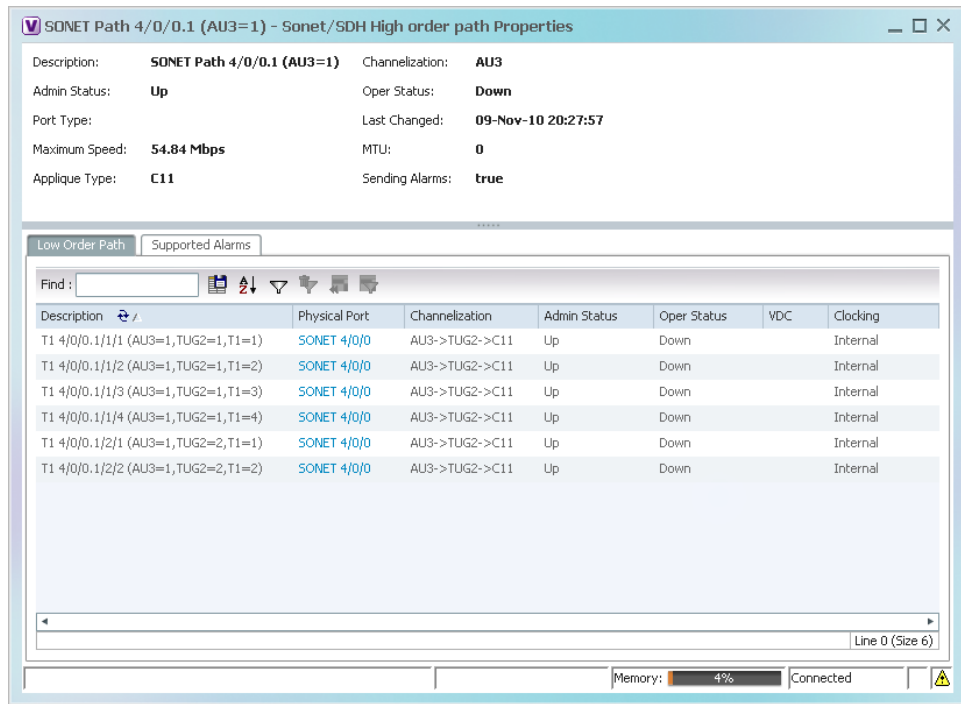 SONET Path 4/0/0.1 (AU3=1) - Sonet/SDH High order path Properties
Description: SONET Path 4/0/0.1 (AU3=1) Channelization: AU3
Admin Status: Up Oper Status: Down
Port Type: Last Changed: 09-Nov-10 20:27:57
Maximum Speed: 54.84 Mbps MTU: 0
Applique Type: C11 Sending Alarms: true
Low Order Path Supported Alarms
Find :
Description Physical Port Channelization Admin Status Oper Status VDC Clocking
T1 4/0/0.1/1/1 (AU3=1,TUG2=1,T1=1) SONET 4/0/0 AU3->TUG2->C11 Up Down Internal
T1 4/0/0.1/1/2 (AU3=1,TUG2=1,T1=2) SONET 4/0/0 AU3->TUG2->C11 Up Down Internal
T1 4/0/0.1/1/3 (AU3=1,TUG2=1,T1=3) SONET 4/0/0 AU3->TUG2->C11 Up Down Internal
T1 4/0/0.1/1/4 (AU3=1,TUG2=1,T1=4) SONET 4/0/0 AU3->TUG2->C11 Up Down Internal
T1 4/0/0.1/2/1 (AU3=1,TUG2=2,T1=1) SONET 4/0/0 AU3->TUG2->C11 Up Down Internal
T1 4/0/0.1/2/2 (AU3=1,TUG2=2,T1=2) SONET 4/0/0 AU3->TUG2->C11 Up Down Internal
Line 0 (Size 6)
Memory: 4% Connected